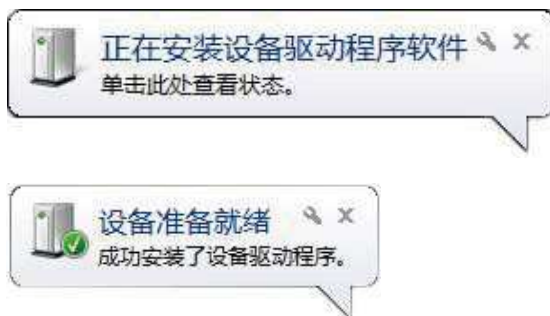 正在安装设备驱动程序软件
单击此处查看状态。
设备准备就绪
成功安装了设备驱动程序。